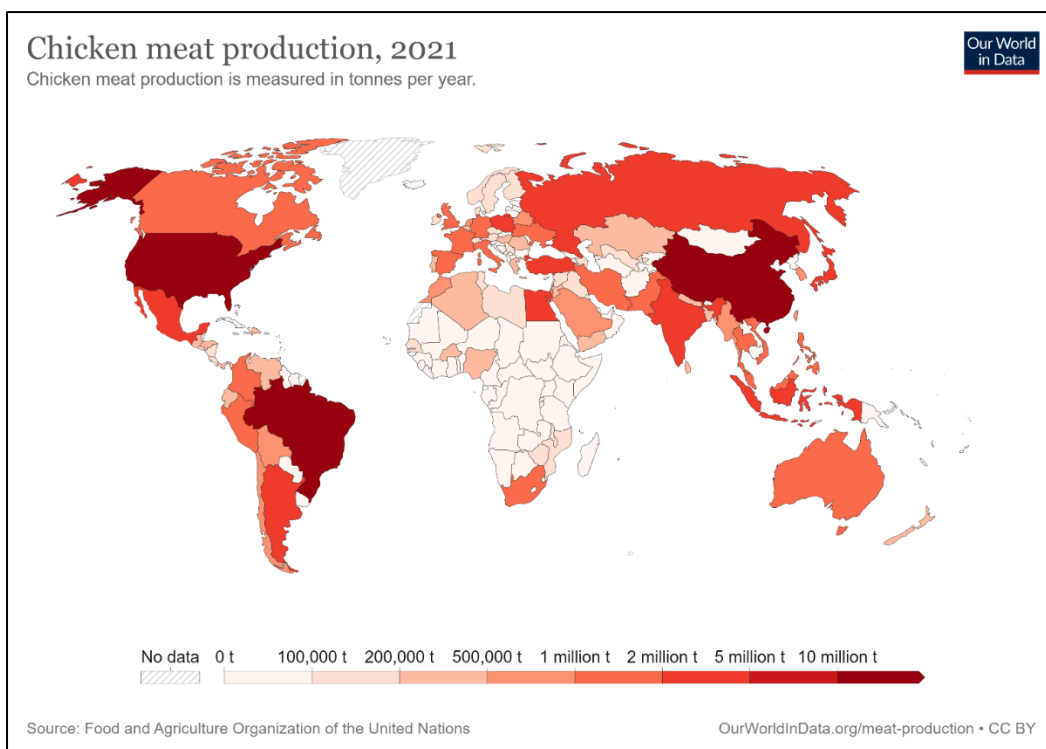 Chicken meat production, 2021
Chicken meat production is measured in tonnes per year.
Our World
in Data
No data 0 t 100,000 t 200,000 t 500,000 t 1 million t 2 million t 5 million t 10 million t
Source: Food and Agriculture Organization of the United Nations
OurWorldInData.org/meat-production • CC BY